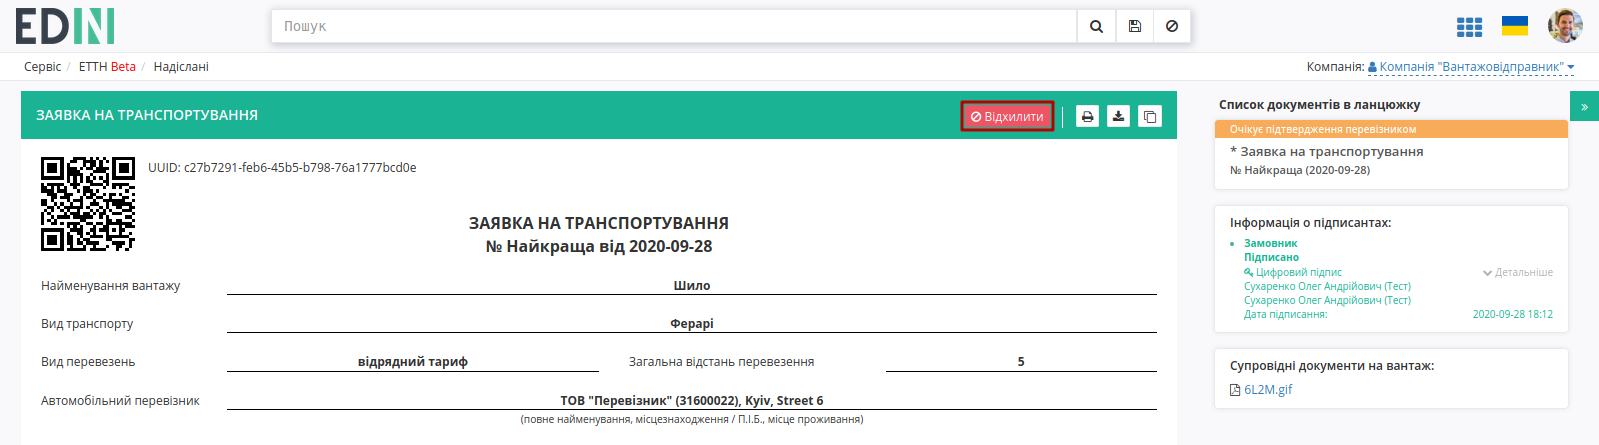 EDIN
Пошук
Сервіс / ЕТТН Beta / Надіслані
Компанія: Компанія "Вантажовідправник"
ЗАЯВКА НА ТРАНСПОРТУВАННЯ
Відхилити
UUID: c27b7291-feb6-45b5-b798-76a1777bcd0e
ЗАЯВКА НА ТРАНСПОРТУВАННЯ
№ Найкраща від 2020-09-28
Найменування вантажу Шило
Вид транспорту Ферарі
Вид перевезень відрядний тариф Загальна відстань перевезення 5
Автомобільний перевізник ТОВ "Перевізник" (31600022), Kyiv, Street 6
(повне найменування, місцезнаходження / П.І.Б., місце проживання)
Список документів в ланцюжку
»
Очікує підтвердження перевізником
* Заявка на транспортування
№ Найкраща (2020-09-28)
Інформація о підписантах:
Замовник
Підписано
Цифровий підпис Детальніше
Сухаренко Олег Андрійович (Тест)
Сухаренко Олег Андрійович (Тест)
Дата підписання: 2020-09-28 18:12
Супровідні документи на вантаж:
6L2M.gif